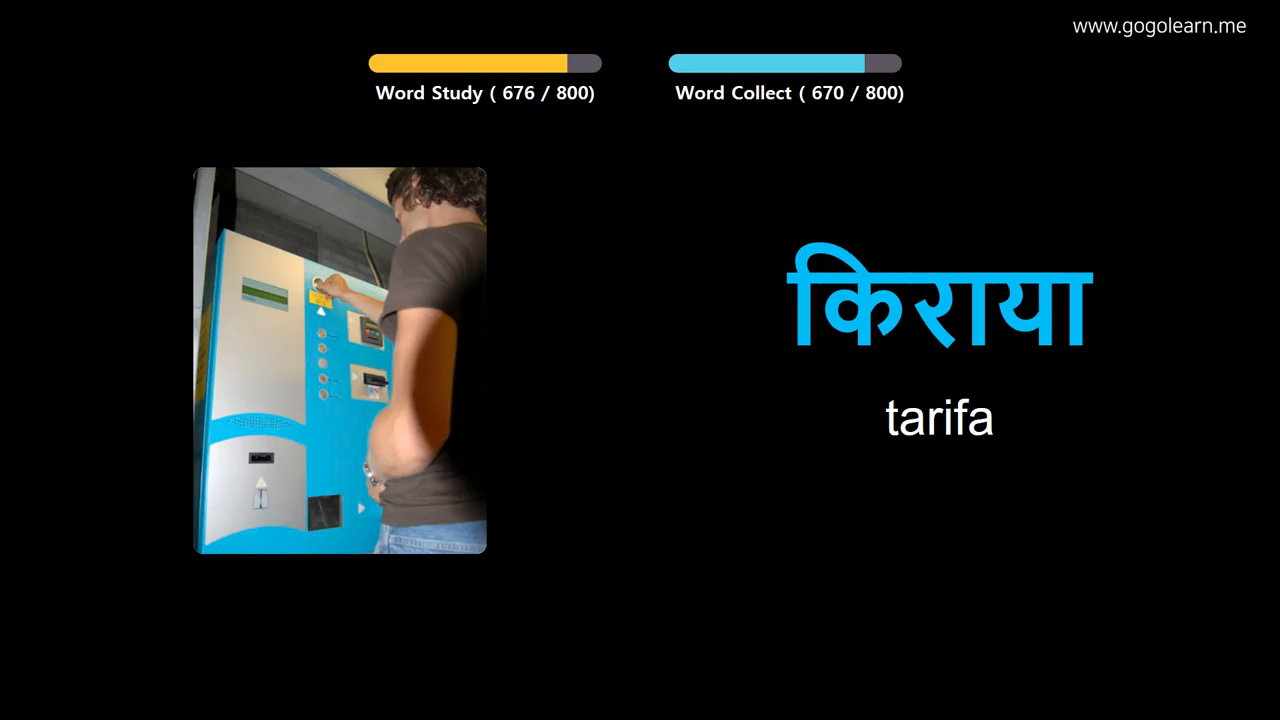 www.gogolearn.me
Word Study ( 676 / 800)
Word Collect ( 670 / 800)
किराया
tarifa